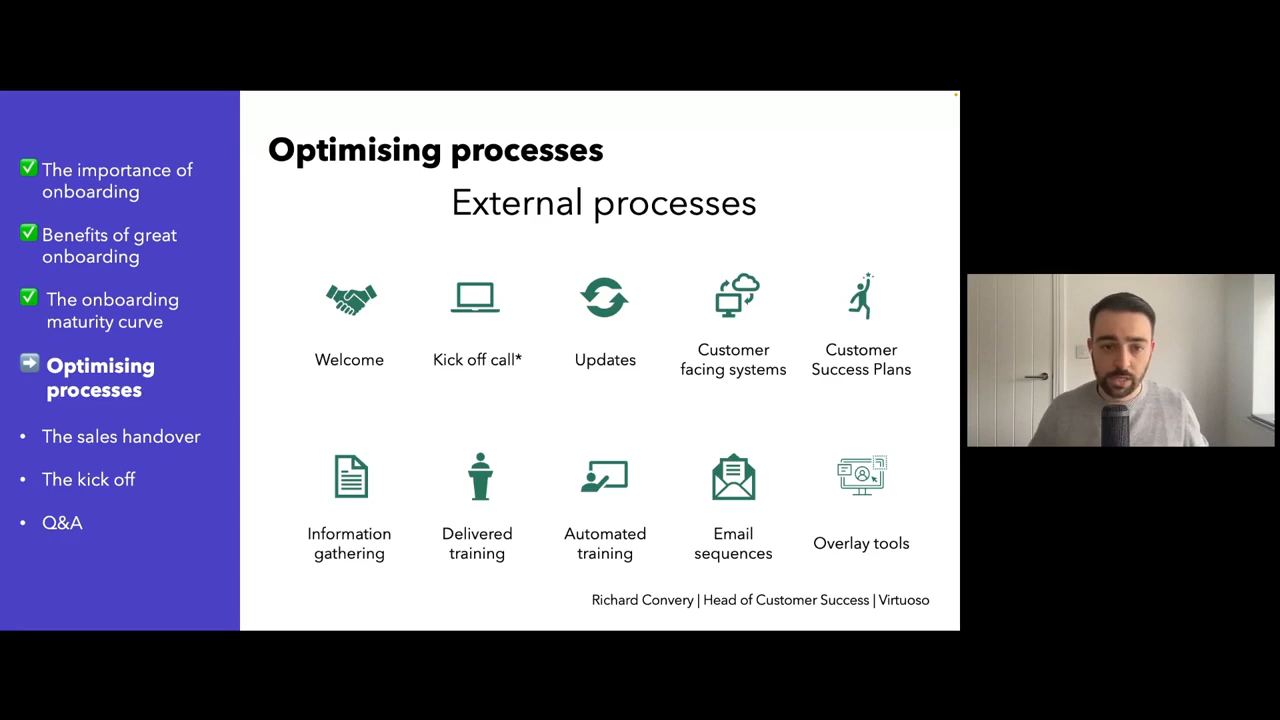 The importance of
onboarding
Benefits of great
onboarding
The onboarding
maturity curve
Optimising
processes
• The sales handover
• The kick off
• Q&A
Optimising processes
External processes
Welcome
Kick off call*
Updates
Customer
facing systems
Customer
Success Plans
Information
gathering
Delivered
training
Automated
training
Email
sequences
Overlay tools
Richard Convery | Head of Customer Success | Virtuoso